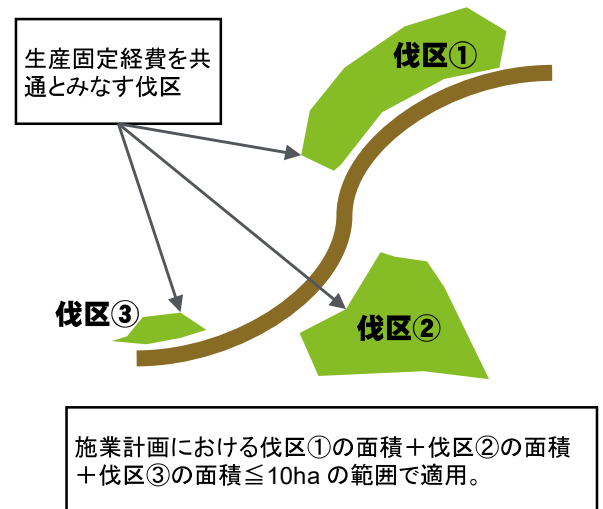 生産固定経費を共
通とみなす伐区
伐区①
伐区③
伐区②
施業計画における伐区①の面積＋伐区②の面積
＋伐区③の面積≦10ha の範囲で適用。